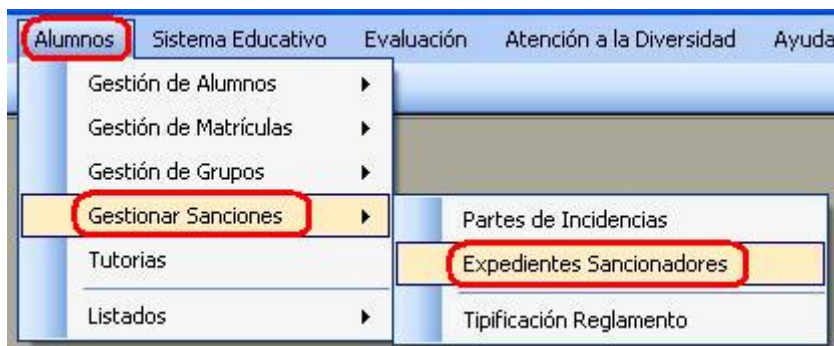 Alumnos Sistema Educativo Evaluación Atención a la Diversidad Ayuda
Gestión de Alumnos
Gestión de Matrículas
Gestión de Grupos
Gestionar Sanciones
Partes de Incidencias
Tutorias
Expedientes Sancionadores
Listados
Tipificación Reglamento